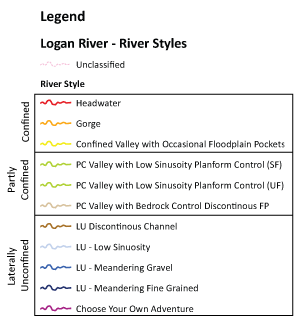 Legend
Logan River - River Styles
Unclassified
River Style
Confined
Headwater
Gorge
Confined Valley with Occasional Floodplain Pockets
Partly
Confined
PC Valley with Low Sinusoity Planform Control (SF)
PC Valley with Low Sinusoity Planform Control (UF)
PC Valley with Bedrock Control Discontinous FP
Laterally
Unconfined
LU Discontinous Channel
LU - Low Sinuosity
LU - Meandering Gravel
LU - Meandering Fine Grained
Choose Your Own Adventure